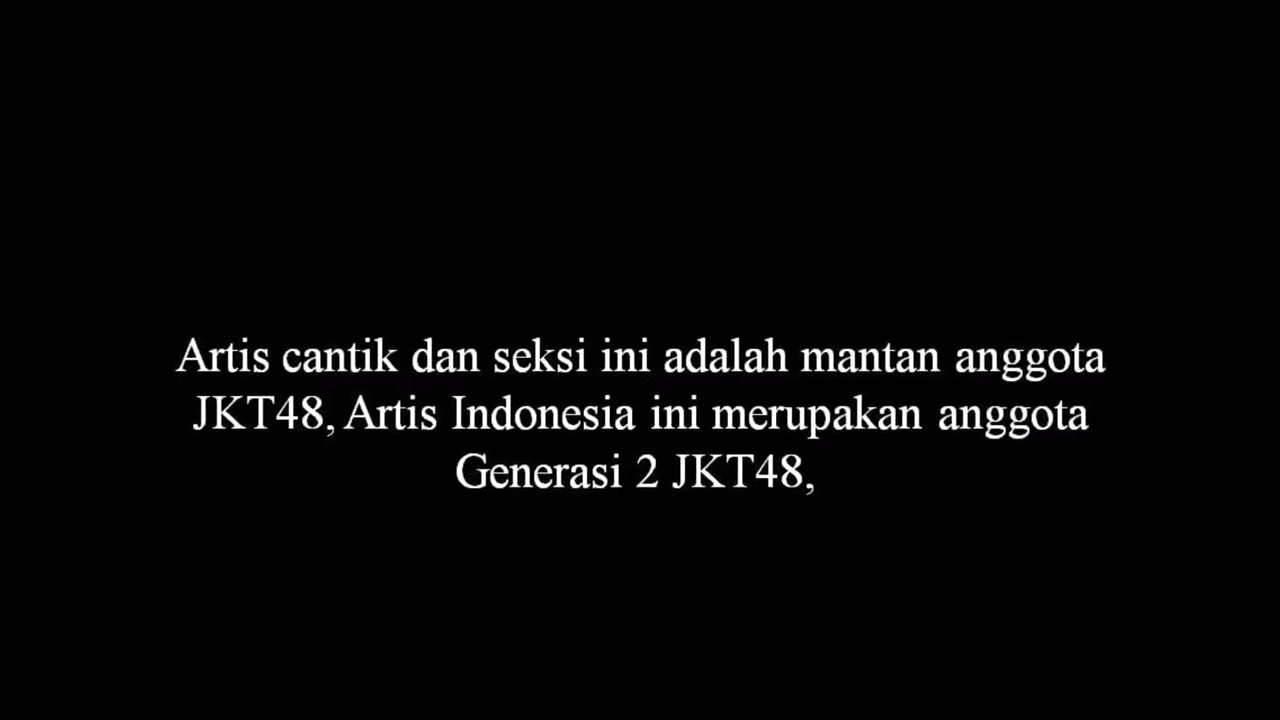 Artis cantik dan seksi ini adalah mantan anggota
JKT48, Artis Indonesia ini merupakan anggota
Generasi 2 JKT48,